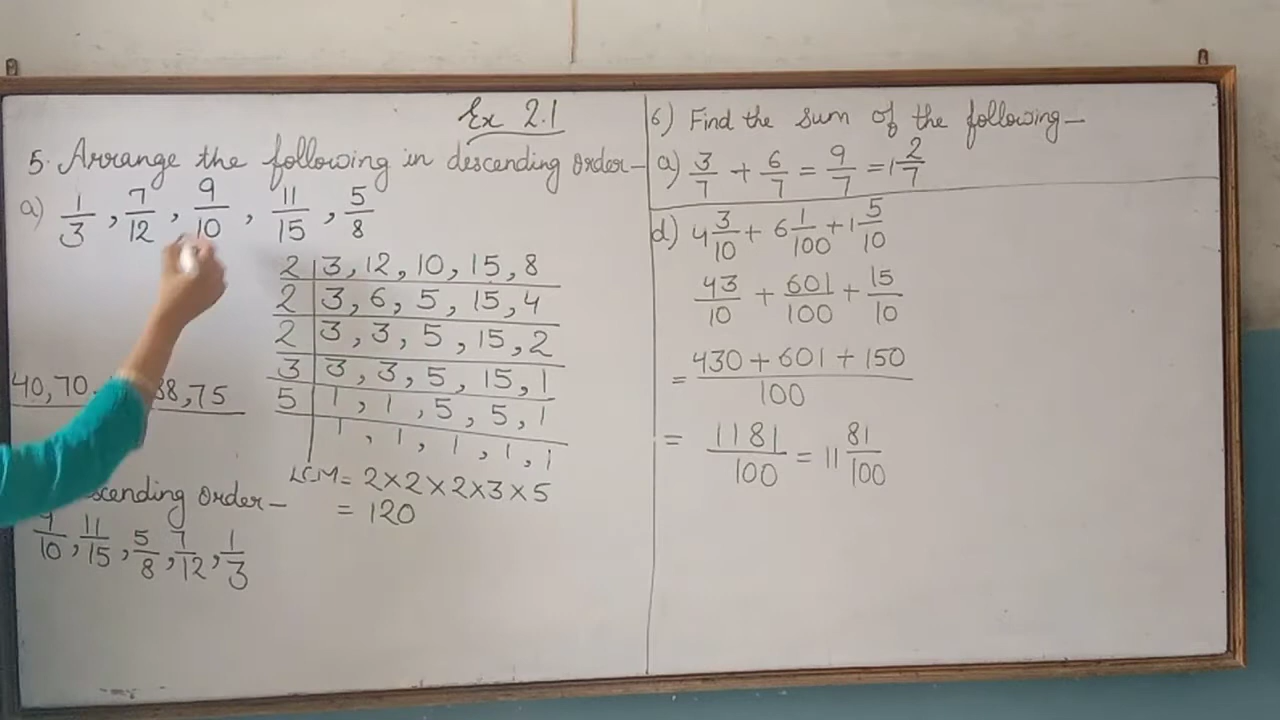 Ex 2.1
5. Arrange the following in descending order-
a) 1/3, 7/12, 9/10, 11/15, 5/8
2 | 3, 12, 10, 15, 8
2 | 3, 6, 5, 15, 4
2 | 3, 3, 5, 15, 2
3 | 3, 3, 5, 15, 1
5 | 1, 1, 5, 5, 1
1, 1, 1, 1, 1
40, 70, 88, 75
LCM = 2×2×2×3×5
= 120
order-
9/10, 11/15, 5/8, 7/12, 1/3
6) Find the sum of the following-
a) 3/7 + 6/7 = 9/7 = 1 2/7
d) 4 3/10 + 6 1/100 + 1 5/10
43/10 + 601/100 + 15/10
= 430 + 601 + 150 / 100
= 1181/100 = 11 81/100